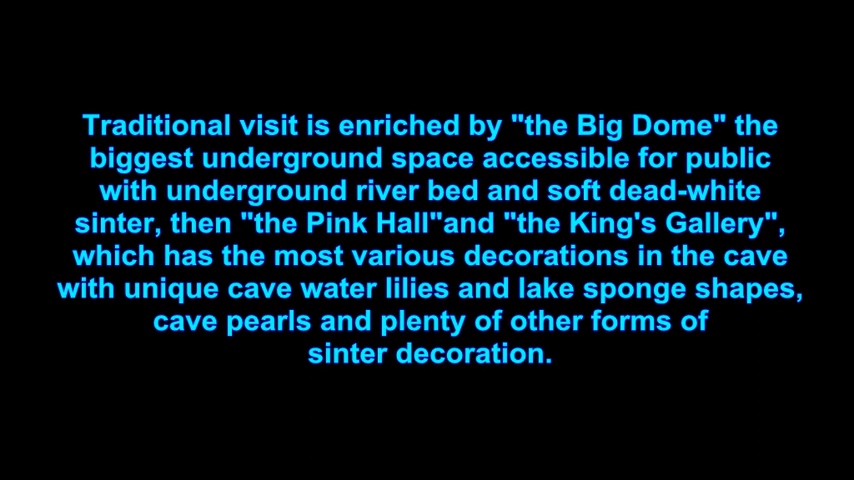 Traditional visit is enriched by "the Big Dome" the
biggest underground space accessible for public
with underground river bed and soft dead-white
sinter, then "the Pink Hall"and "the King's Gallery",
which has the most various decorations in the cave
with unique cave water lilies and lake sponge shapes,
cave pearls and plenty of other forms of
sinter decoration.